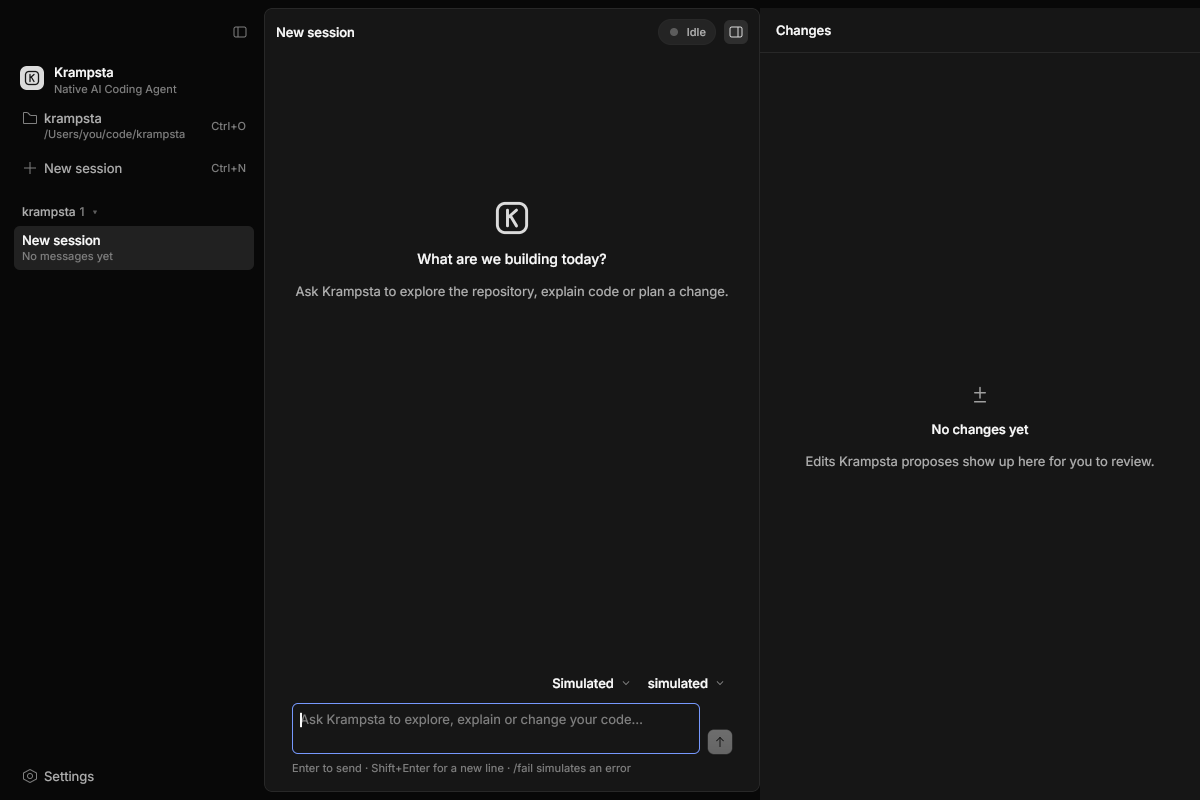 Krampsta
Native AI Coding Agent
krampsta
/Users/you/code/krampsta
Ctrl+O
New session
Ctrl+N
krampsta 1
New session
No messages yet
Settings
New session
Idle
K
What are we building today?
Ask Krampsta to explore the repository, explain code or plan a change.
Simulated
simulated
Ask Krampsta to explore, explain or change your code...
Enter to send · Shift+Enter for a new line · /fail simulates an error
Changes
No changes yet
Edits Krampsta proposes show up here for you to review.